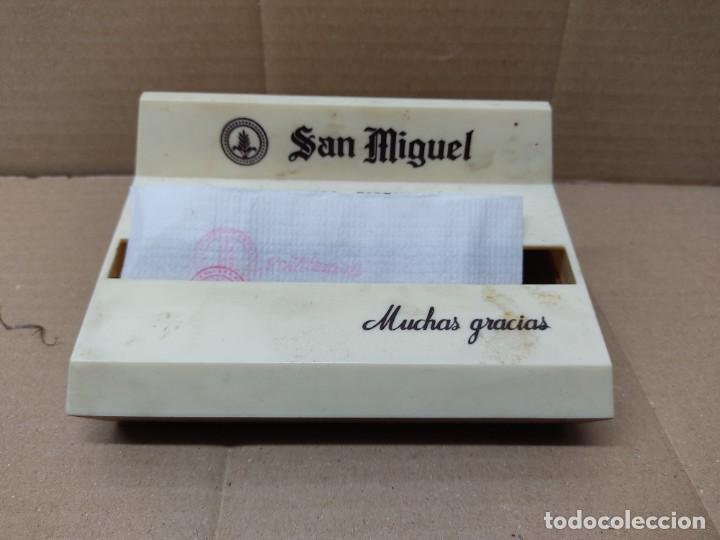 San Miguel
Muchas gracias
todocoleccion